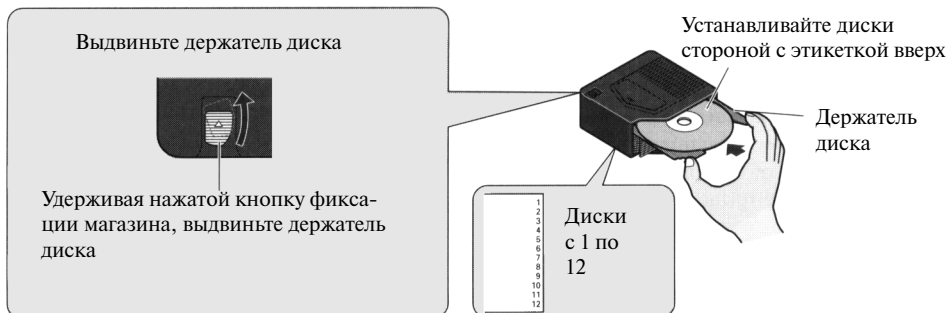 Выдвиньте держатель диска
Удерживая нажатой кнопку фикса-
ции магазина, выдвиньте держатель
диска
Устанавливайте диски
стороной с этикеткой вверх
Держатель
диска
1
2
3
4
5
6
7
8
9
10
11
12
Диски
с 1 по
12